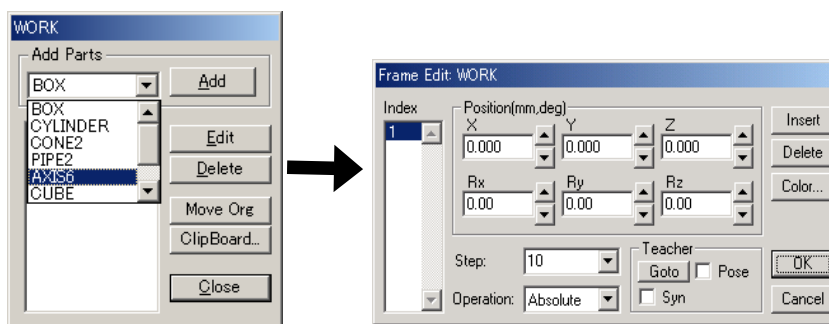 WORK
Add Parts
BOX
Add
BOX
CYLINDER
CONE2
PIPE2
AXIS6
CUBE
Edit
Delete
Move Org
ClipBoard...
Close
Frame Edit: WORK
Index
1
Position(mm,deg)
X Y Z
0.000 0.000 0.000
Rx Ry Rz
0.00 0.00 0.00
Insert
Delete
Color...
Step: 10
Operation: Absolute
Teacher
Goto Pose
Syn
OK
Cancel